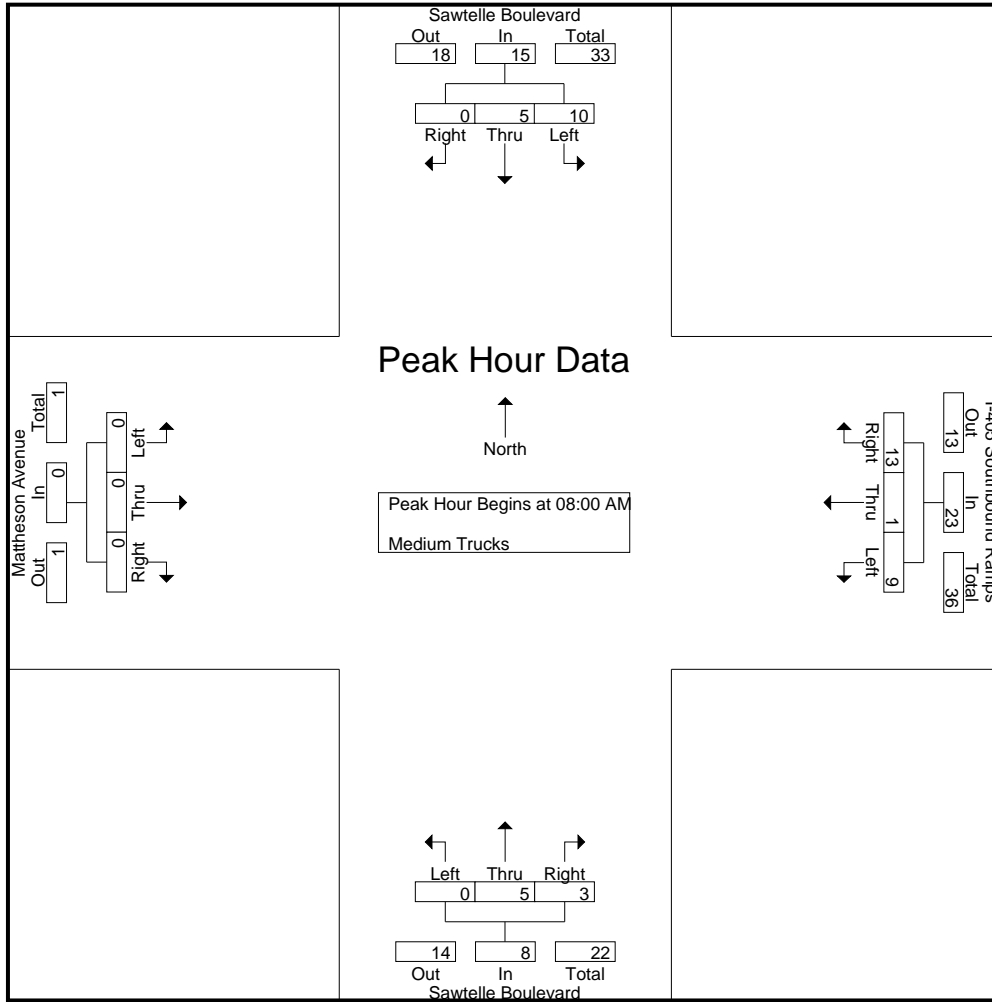 Sawtelle Boulevard
Out In Total
18 15 33
0 5 10
Right Thru Left
Peak Hour Data
North
Peak Hour Begins at 08:00 AM
Medium Trucks
Mattheson Avenue
Out In Total
1 0 1
Left Thru Right
0 0 0
Southbound Ramps
Out In Total
13 23 36
Right Thru Left
13 1 9
Left Thru Right
0 5 3
14 8 22
Out In Total
Sawtelle Boulevard